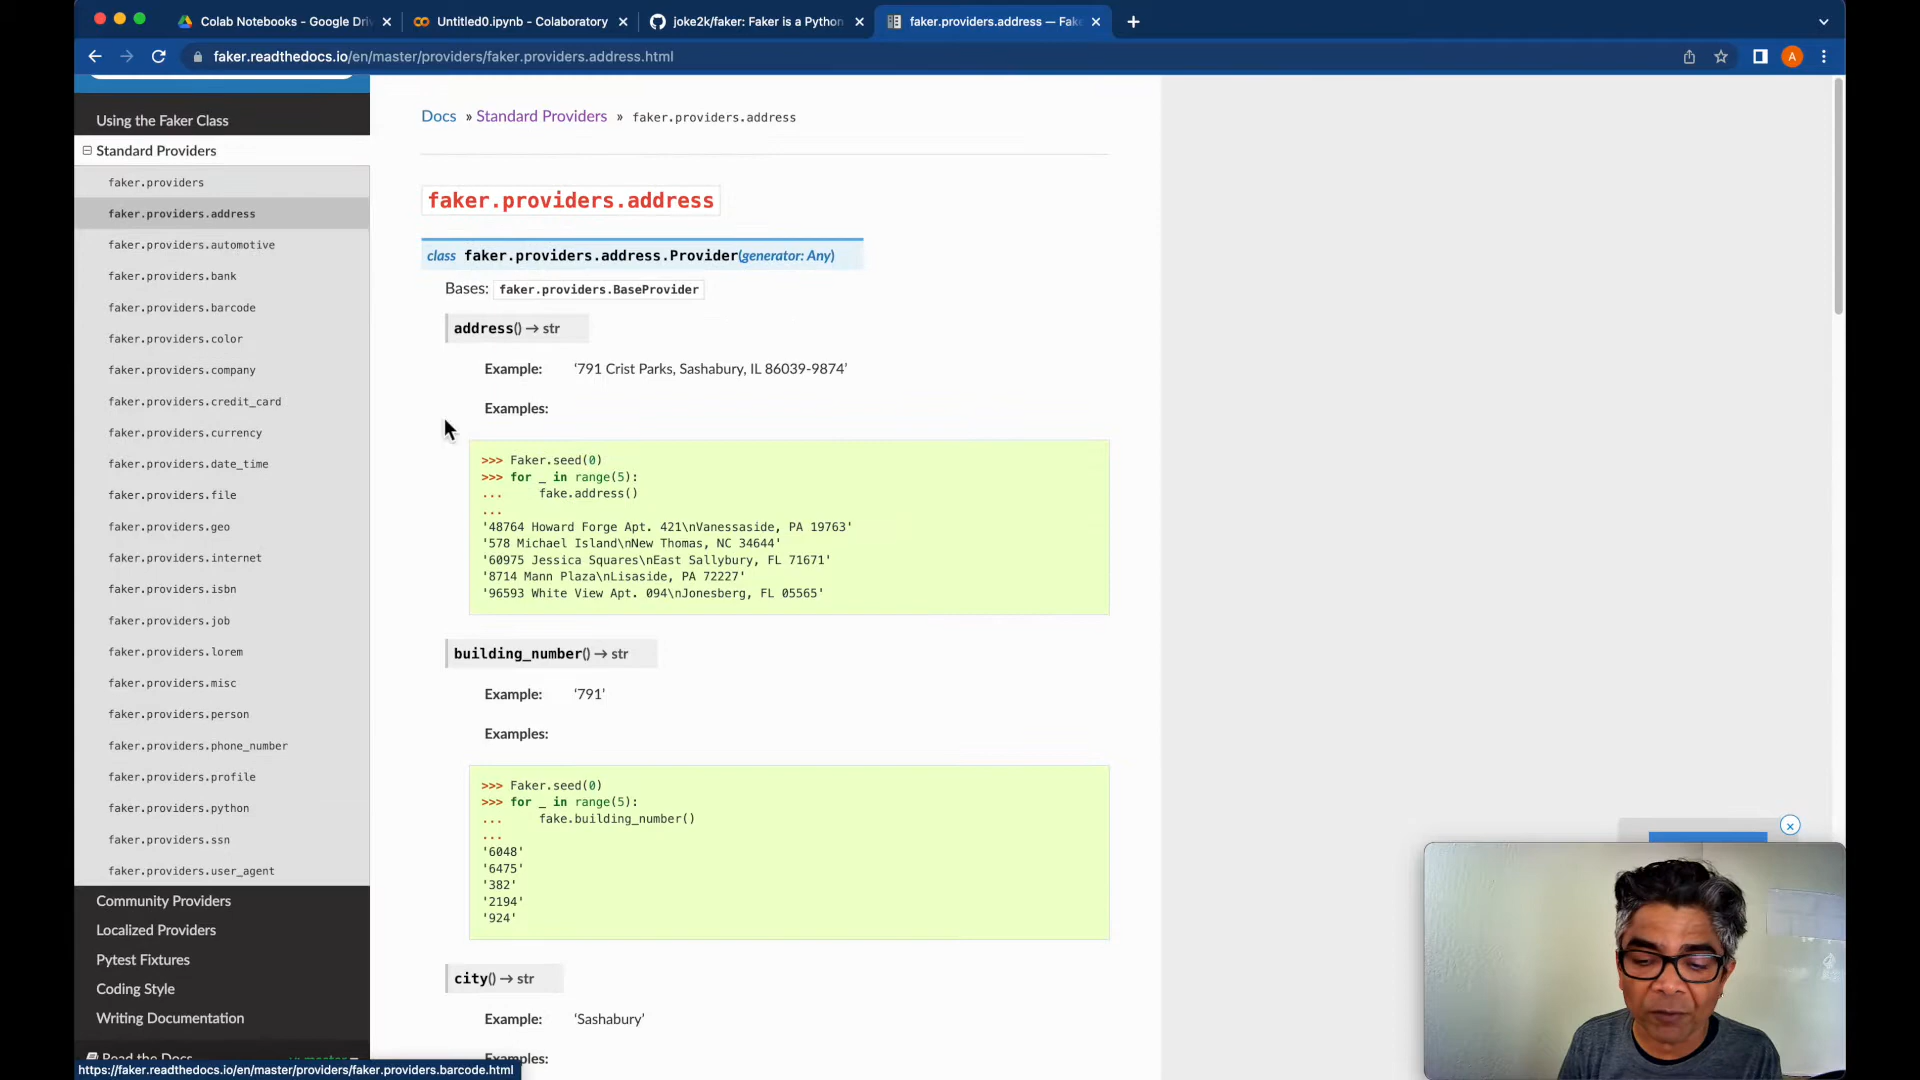 Colab Notebooks - Google Dri
Untitled0.ipynb - Colaboratory
joke2k/faker: Faker is a Python
faker.providers.address — Fake
faker.readthedocs.io/en/master/providers/faker.providers.address.html
A
Using the Faker Class
Standard Providers
faker.providers
faker.providers.address
faker.providers.automotive
faker.providers.bank
faker.providers.barcode
faker.providers.color
faker.providers.company
faker.providers.credit_card
faker.providers.currency
faker.providers.date_time
faker.providers.file
faker.providers.geo
faker.providers.internet
faker.providers.isbn
faker.providers.job
faker.providers.lorem
faker.providers.misc
faker.providers.person
faker.providers.phone_number
faker.providers.profile
faker.providers.python
faker.providers.ssn
faker.providers.user_agent
Community Providers
Localized Providers
Pytest Fixtures
Coding Style
Writing Documentation
Read the Docs
https://faker.readthedocs.io/en/master/providers/faker.providers.barcode.html
Docs » Standard Providers » faker.providers.address
faker.providers.address
class faker.providers.address.Provider(generator: Any)
Bases: faker.providers.BaseProvider
address() → str
Example: ‘791 Crist Parks, Sashabury, IL 86039-9874’
Examples:
>>> Faker.seed(0)
>>> for _ in range(5):
... fake.address()
...
'48764 Howard Forge Apt. 421\nVanessaside, PA 19763'
'578 Michael Island\nNew Thomas, NC 34644'
'60975 Jessica Squares\nEast Sallybury, FL 71671'
'8714 Mann Plaza\nLisaside, PA 72227'
'96593 White View Apt. 094\nJonesberg, FL 05565'
building_number() → str
Example: ‘791’
Examples:
>>> Faker.seed(0)
>>> for _ in range(5):
... fake.building_number()
...
'6048'
'6475'
'382'
'2194'
'924'
city() → str
Example: ‘Sashabury’
Examples: